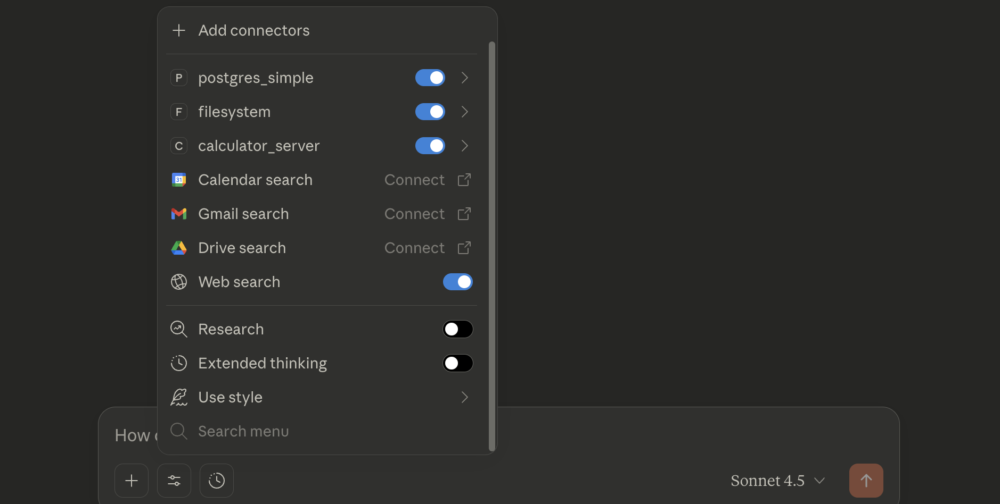 Add connectors
P postgres_simple
F filesystem
C calculator_server
31 Calendar search Connect
Gmail search Connect
Drive search Connect
Web search
Research
Extended thinking
Use style
Search menu
How
Sonnet 4.5